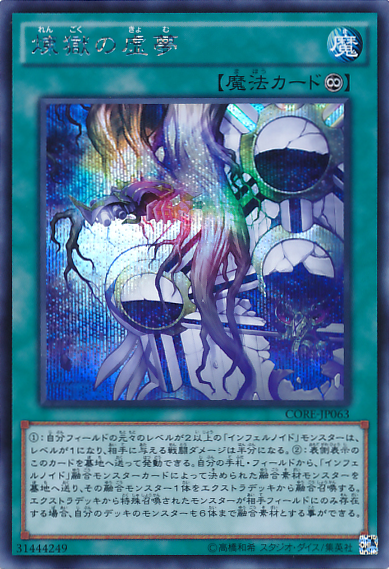 れんごく きょむ
煉獄の虚夢
魔
【魔法カード♾】
CORE-JP063
①：自分フィールドの元々のレベルが２以上の「インフェルノイド」モンスターは、
レベルが１になり、相手に与える戦闘ダメージは半分になる。②：表側表示の
このカードを墓地へ送って発動できる。自分の手札・フィールドから、「インフェ
ルノイド」融合モンスターカードによって決められた融合素材モンスターを
墓地へ送り、その融合モンスター１体をエクストラデッキから融合召喚する。
エクストラデッキから特殊召喚されたモンスターが相手フィールドにのみ存在
する場合、自分のデッキのモンスターも６体まで融合素材とする事ができる。
31444249
©高橋和希 スタジオ・ダイス/集英社